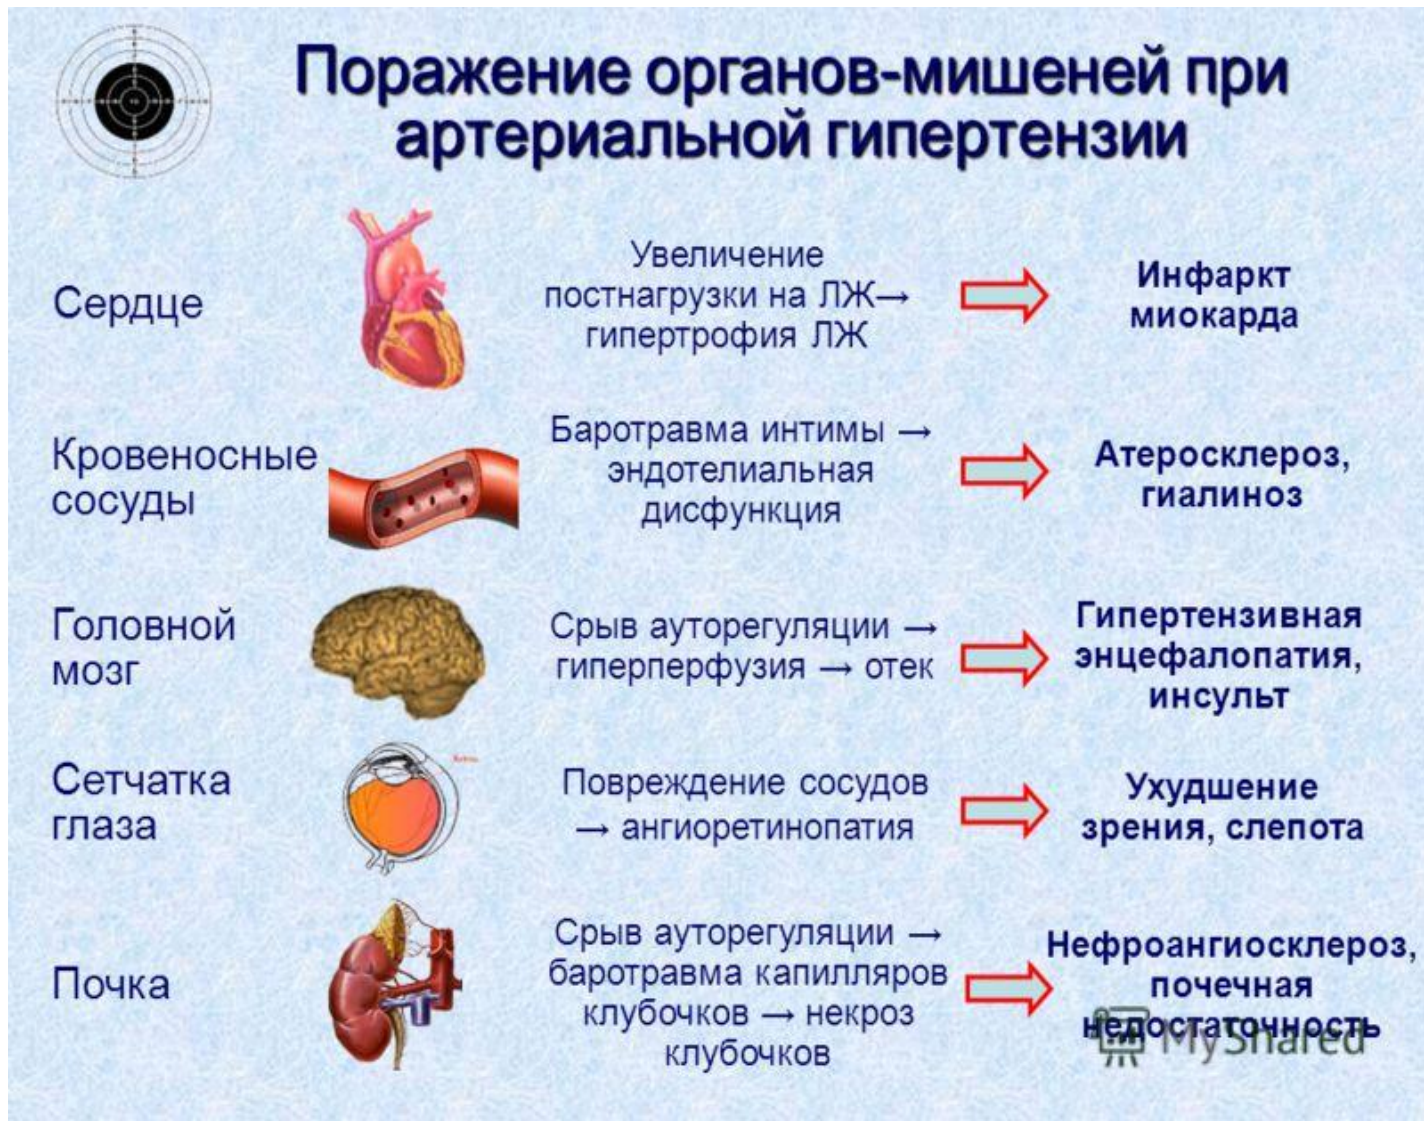 Поражение органов-мишеней при
артериальной гипертензии
Сердце
Увеличение
постнагрузки на ЛЖ→
гипертрофия ЛЖ
Инфаркт
миокарда
Кровеносные
сосуды
Баротравма интимы →
эндотелиальная
дисфункция
Атеросклероз,
гиалиноз
Головной
мозг
Срыв ауторегуляции →
гиперперфузия → отек
Гипертензивная
энцефалопатия,
инсульт
Сетчатка
глаза
Повреждение сосудов
→ ангиоретинопатия
Ухудшение
зрения, слепота
Почка
Срыв ауторегуляции →
баротравма капилляров
клубочков → некроз
клубочков
Нефроангиосклероз,
почечная
недостаточность
MyShared